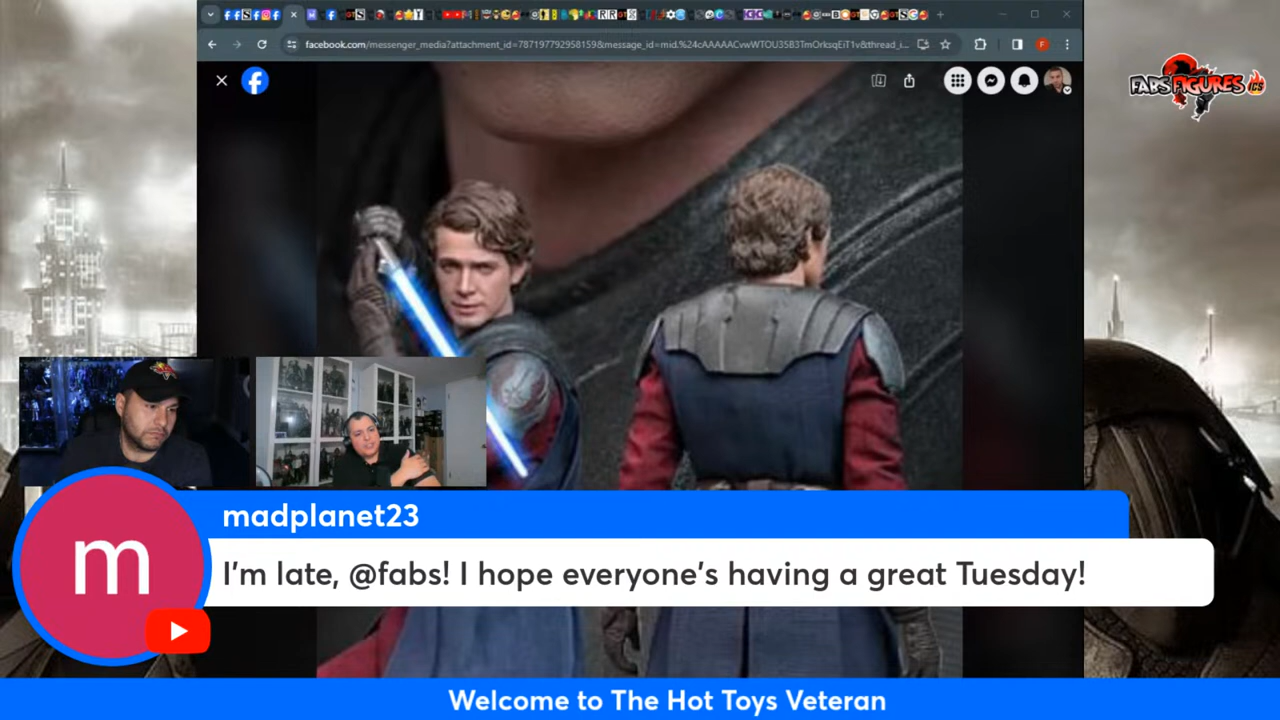 facebook.com/messenger_media?attachment_id=787197792958159&message_id=mid.%24cAAAAACvwWTOU35B3TmOrksqEiT1v&thread_i...
FABS FIGURES ICS
madplanet23
m
I'm late, @fabs! I hope everyone's having a great Tuesday!
Welcome to The Hot Toys Veteran